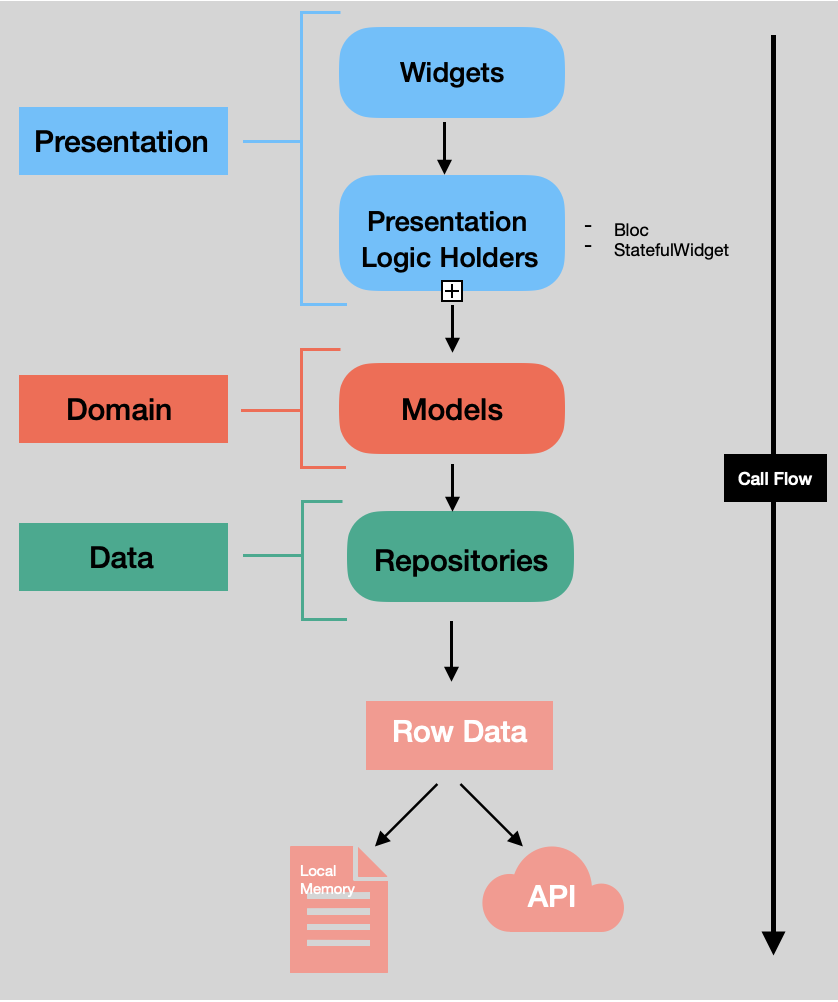 Widgets
Presentation
Presentation
Logic Holders
- Bloc
- StatefulWidget
Domain
Models
Call Flow
Data
Repositories
Row Data
Local
Memory
API